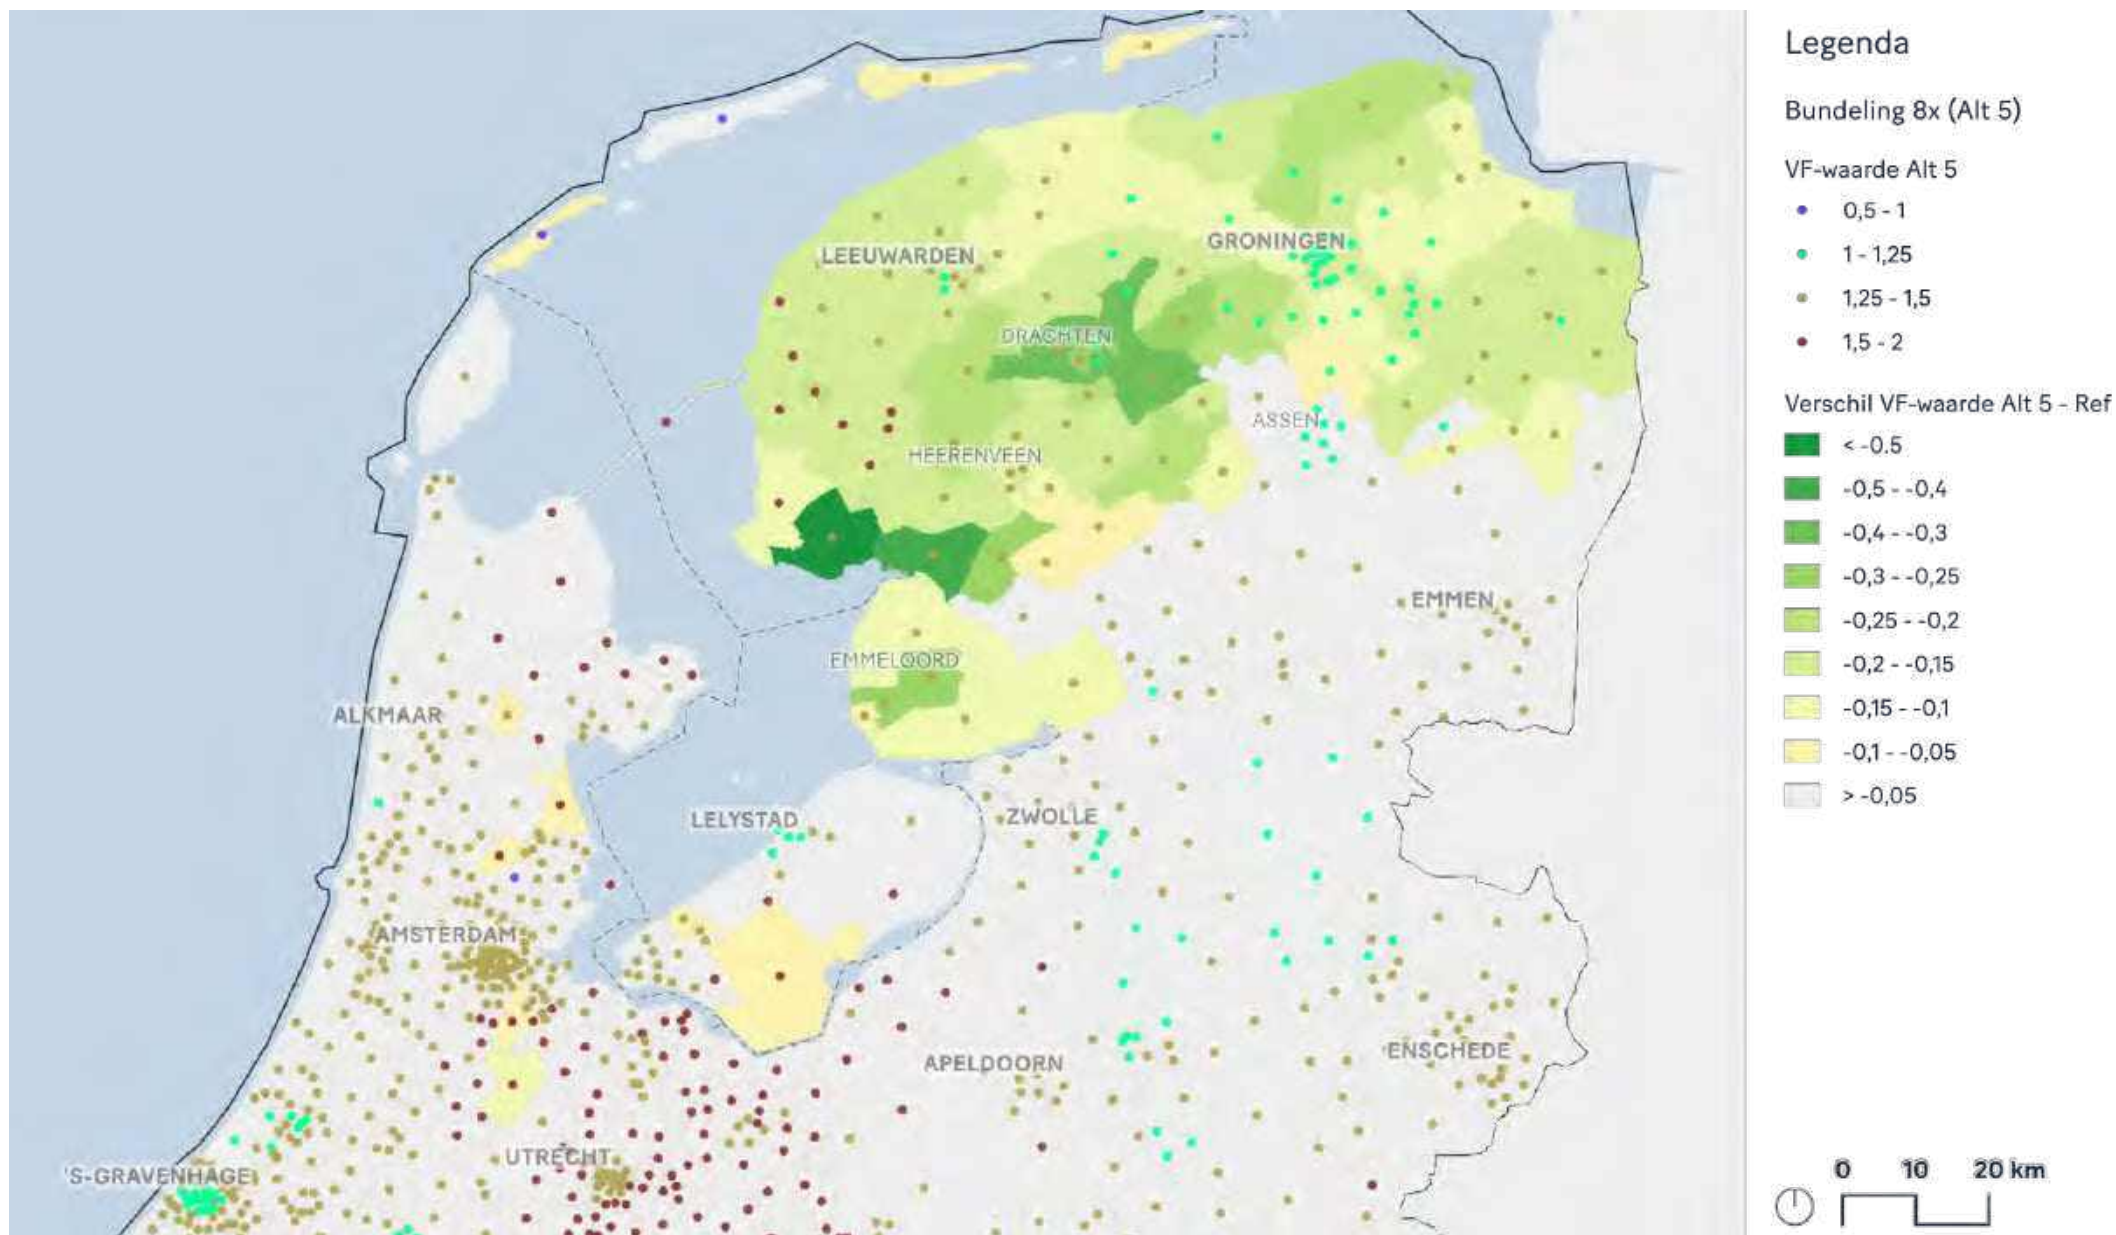 LEEUWARDEN
GRONINGEN
DRACHTEN
ASSEN
HEERENVEEN
EMMEN
EMMELOORD
ALKMAAR
LELYSTAD
ZWOLLE
AMSTERDAM
APELDOORN
ENSCHEDE
UTRECHT
'S-GRAVENHAGE
Legenda
Bundeling 8x (Alt 5)
VF-waarde Alt 5
0,5 - 1
1 - 1,25
1,25 - 1,5
1,5 - 2
Verschil VF-waarde Alt 5 - Ref
< -0.5
-0,5 - -0,4
-0,4 - -0,3
-0,3 - -0,25
-0,25 - -0,2
-0,2 - -0,15
-0,15 - -0,1
-0,1 - -0,05
> -0,05
0 10 20 km